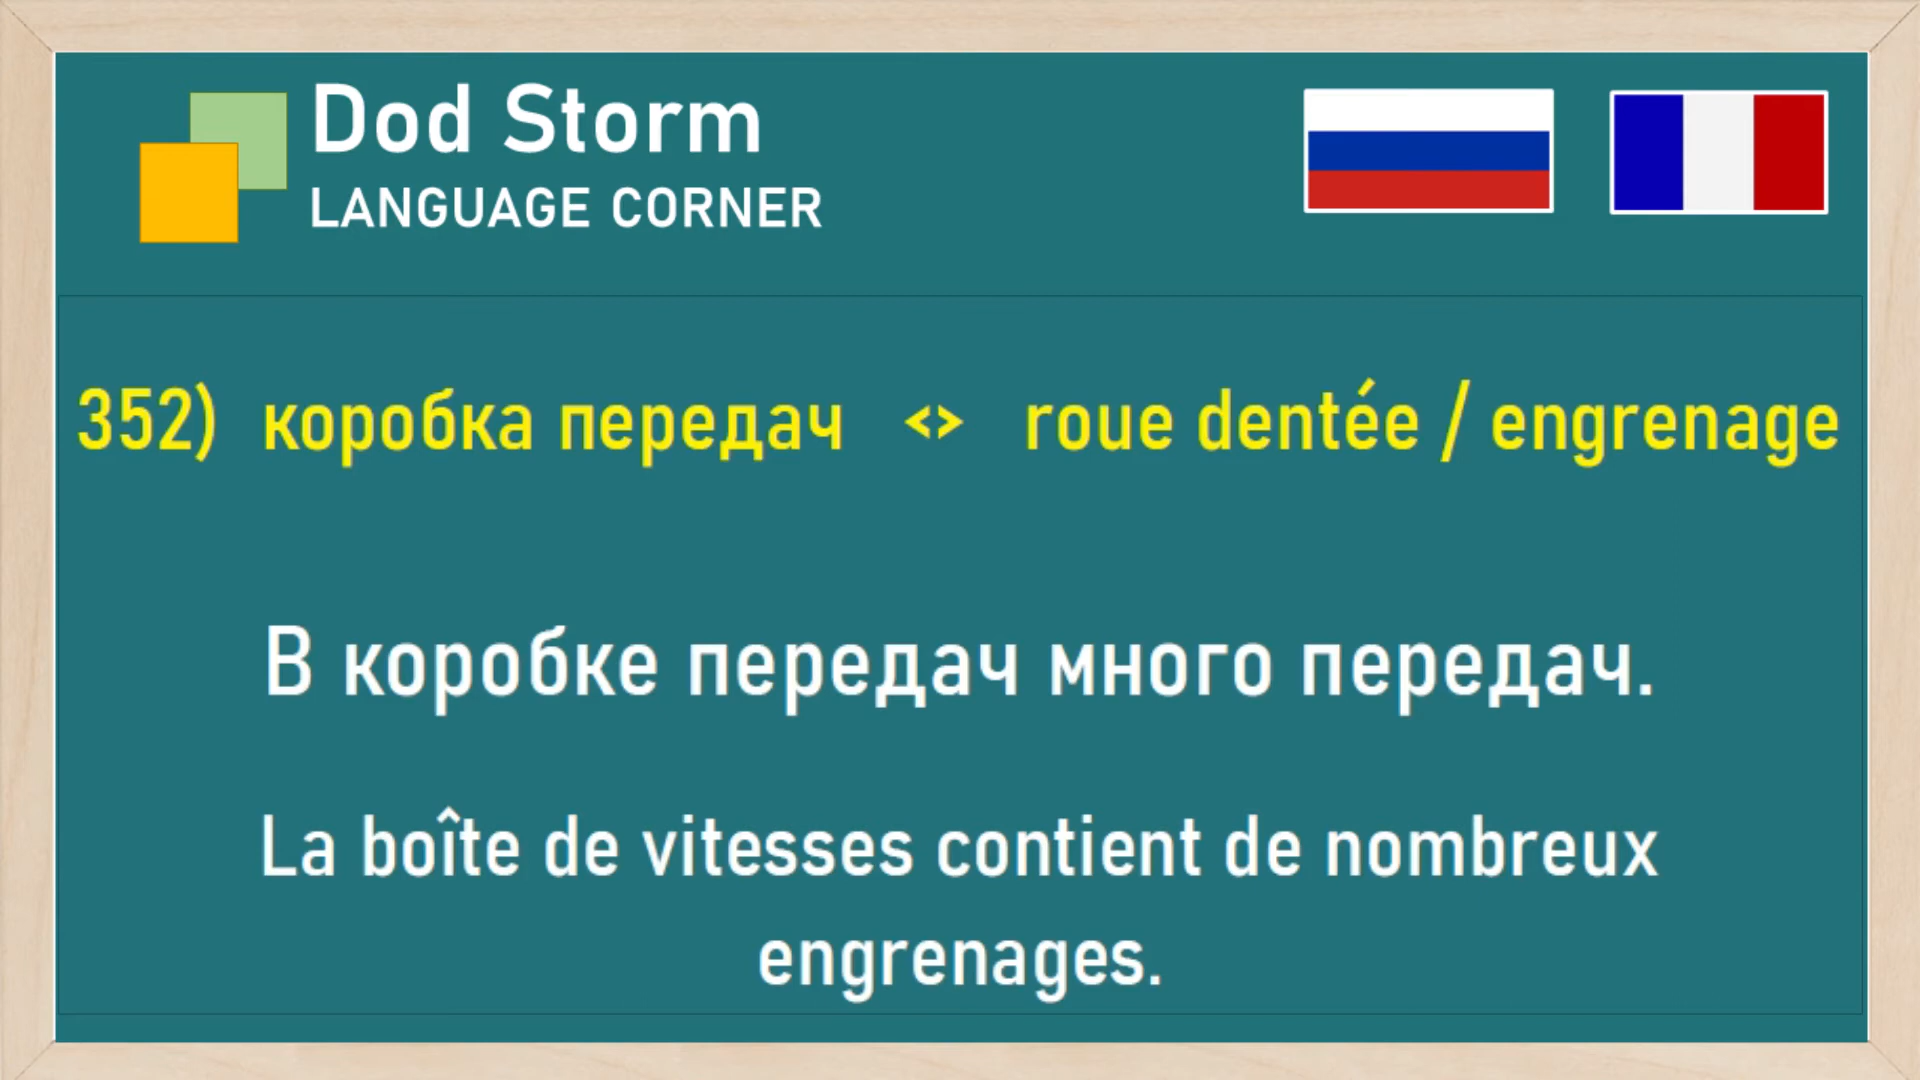 Dod Storm
LANGUAGE CORNER
352) коробка передач <> roue dentée / engrenage
В коробке передач много передач.
La boîte de vitesses contient de nombreux
engrenages.